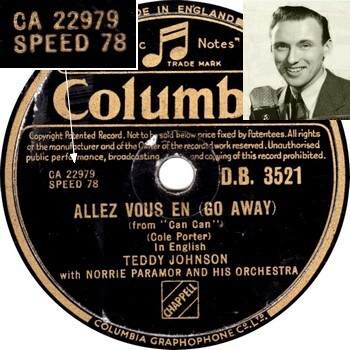 CA 22979
SPEED 78
MADE IN ENGLAND
ic Notes"
TRADE MARK
Columb
Copyright Patented Record. Not to be sold below price fixed by Patentees. All rights
of the manufacturer and of the Owner of the recorded work reserved. Unauthorised
public performance, broadcasting and copying of this record prohibited.
CA 22979
SPEED 78
D.B. 3521
ALLEZ VOUS EN (GO AWAY)
(from "Can Can")
(Cole Porter)
In English
TEDDY JOHNSON
with NORRIE PARAMOR AND HIS ORCHESTRA
CHAPPELL
COLUMBIA GRAPHOPHONE Co. LTD.